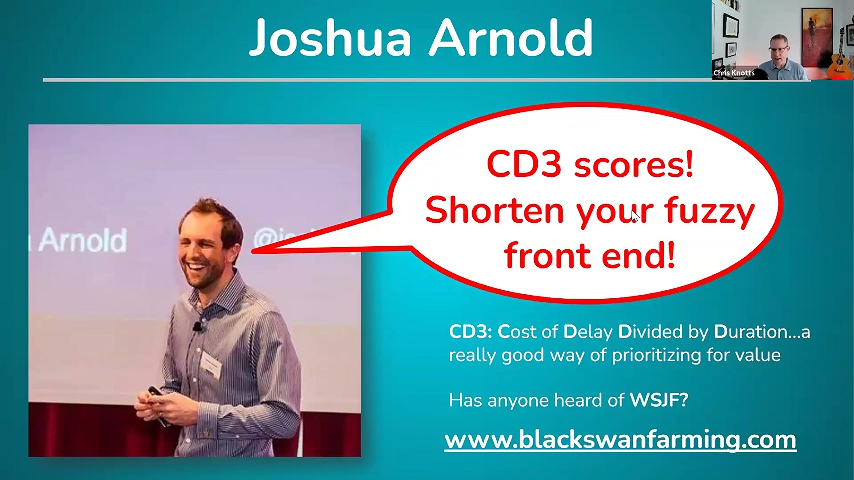 Joshua Arnold
Chris Knotts
Arnold
CD3 scores!
Shorten your fuzzy
front end!
CD3: Cost of Delay Divided by Duration...a
really good way of prioritizing for value
Has anyone heard of WSJF?
www.blackswanfarming.com